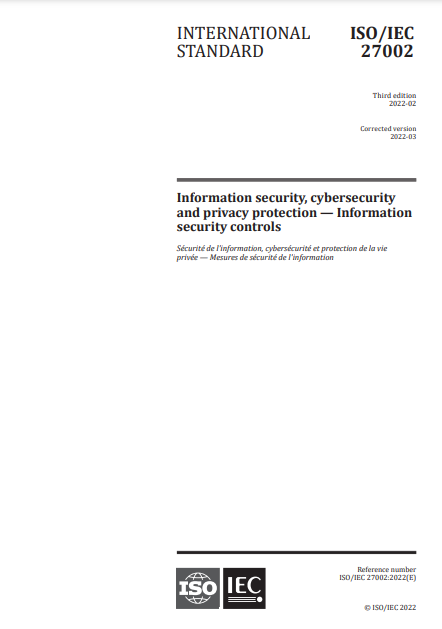 INTERNATIONAL
STANDARD
ISO/IEC
27002
Third edition
2022-02
Corrected version
2022-03
Information security, cybersecurity
and privacy protection — Information
security controls
Sécurité de l'information, cybersécurité et protection de la vie
privée — Mesures de sécurité de l'information
ISO
IEC
Reference number
ISO/IEC 27002:2022(E)
© ISO/IEC 2022